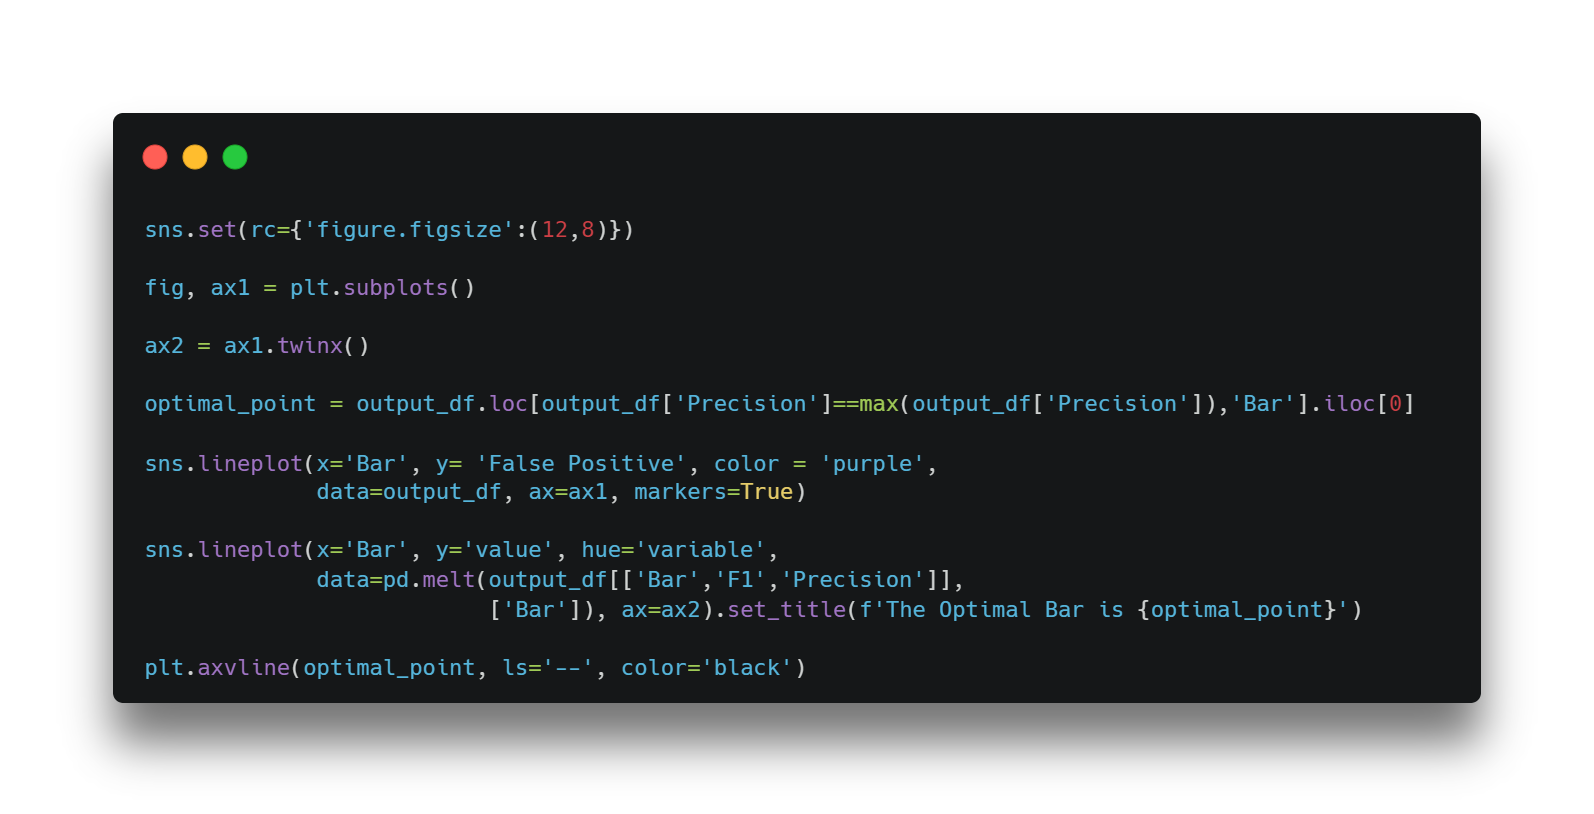 sns.set(rc={'figure.figsize':(12,8)})
fig, ax1 = plt.subplots()
ax2 = ax1.twinx()
optimal_point = output_df.loc[output_df['Precision']==max(output_df['Precision']),'Bar'].iloc[0]
sns.lineplot(x='Bar', y= 'False Positive', color = 'purple',
             data=output_df, ax=ax1, markers=True)
sns.lineplot(x='Bar', y='value', hue='variable',
             data=pd.melt(output_df[['Bar','F1','Precision']],
                          ['Bar']), ax=ax2).set_title(f'The Optimal Bar is {optimal_point}')
plt.axvline(optimal_point, ls='--', color='black')